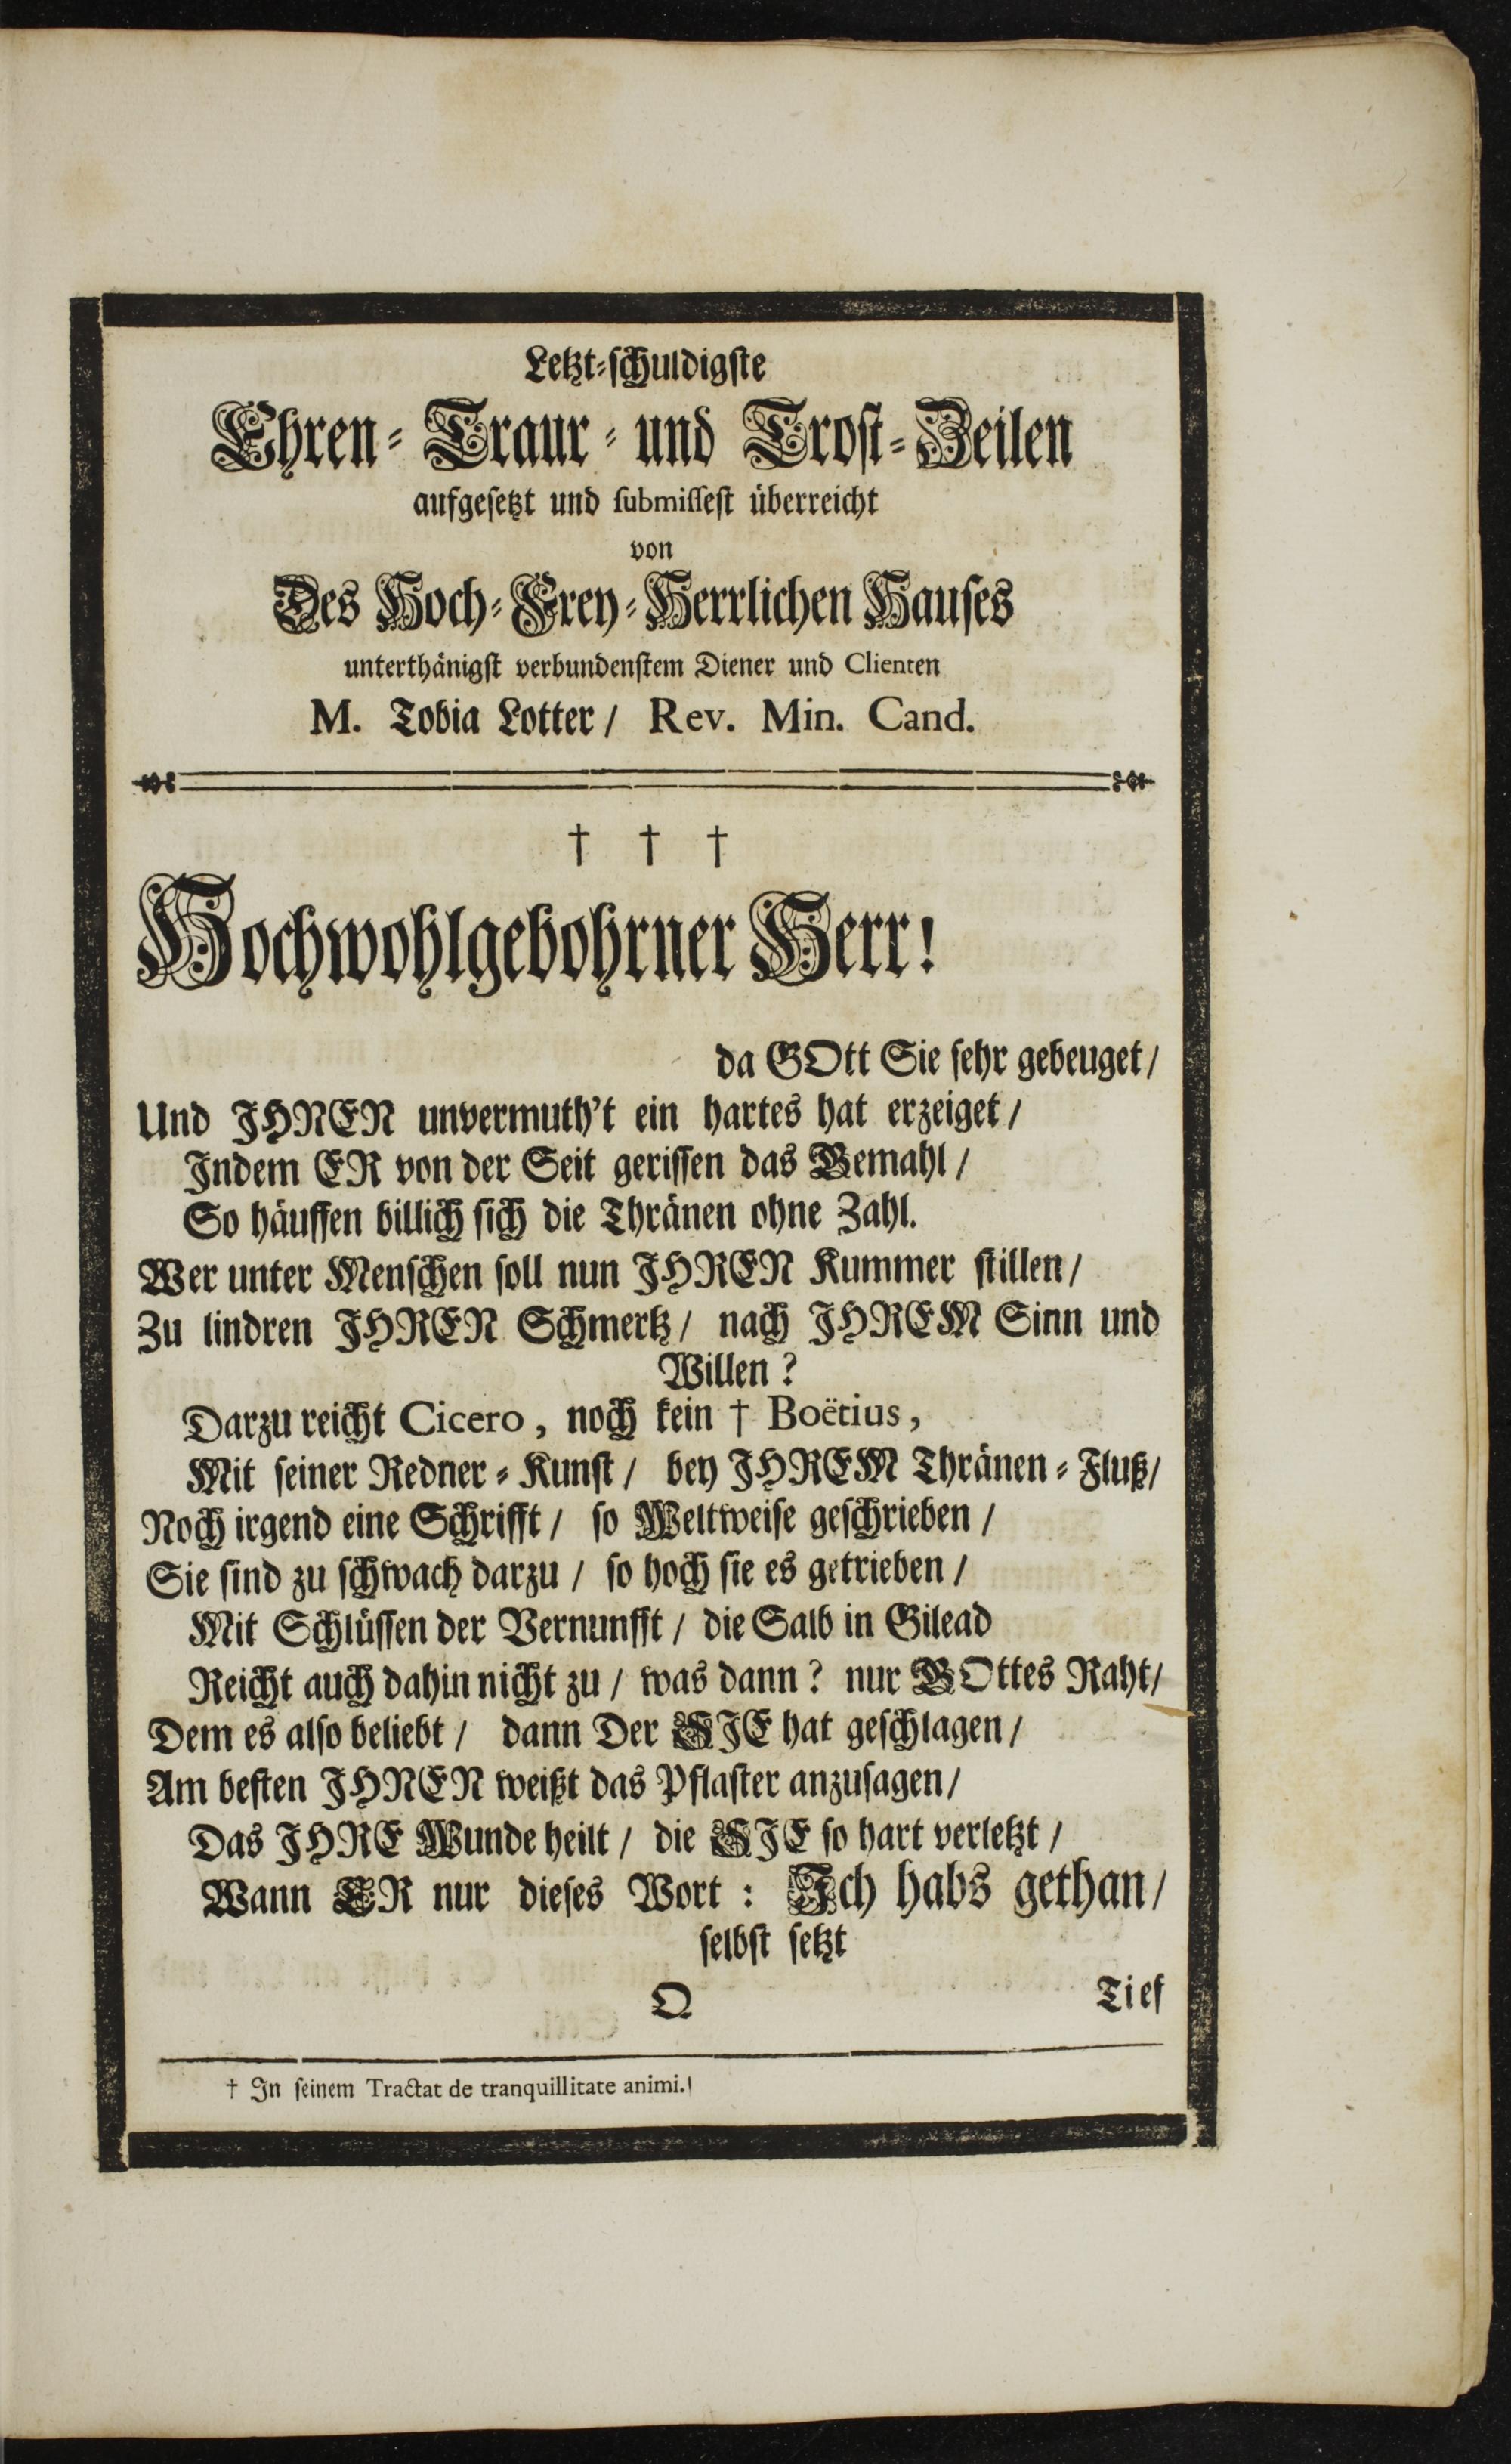 Letzt-schuldigste
Ehren- Traur- und Trost-Zeilen
aufgesetzt und submissest überreicht
von
Des Hoch-Frey-Herrlichen Hauses
unterthänigst verbundenstem Diener und Clienten
M. Tobia Lotter / Rev. Min. Cand.
† † †
Hochwohlgebohrner Herr!
da GOtt Sie sehr gebeuget /
Und JHNEN unvermuth't ein hartes hat erzeiget /
Jndem ER von der Seit gerissen das Gemahl /
So häuffen billich sich die Thränen ohne Zahl.
Wer unter Menschen soll nun JHREN Kummer stillen /
Zu lindren JHREN Schmertz / nach JHREM Sinn und
Willen ?
Darzu reicht Cicero, noch kein † Boëtius,
Mit seiner Redner-Kunst / bey JHREM Thränen-Fluß /
Noch irgend eine Schrifft / so Weltweise geschrieben /
Sie sind zu schwach darzu / so hoch sie es getrieben /
Mit Schlüssen der Vernunfft / die Salb in Gilead
Reicht auch dahin nicht zu / was dann ? nur GOttes Raht /
Dem es also beliebt / dann Der SJE hat geschlagen /
Am besten JHNEN weißt das Pflaster anzusagen /
Das JHRE Wunde heilt / die SJE so hart verletzt /
Wann ER nur dieses Wort : Jch habs gethan /
selbst setzt
O
Tief
† Jn seinem Tractat de tranquillitate animi.